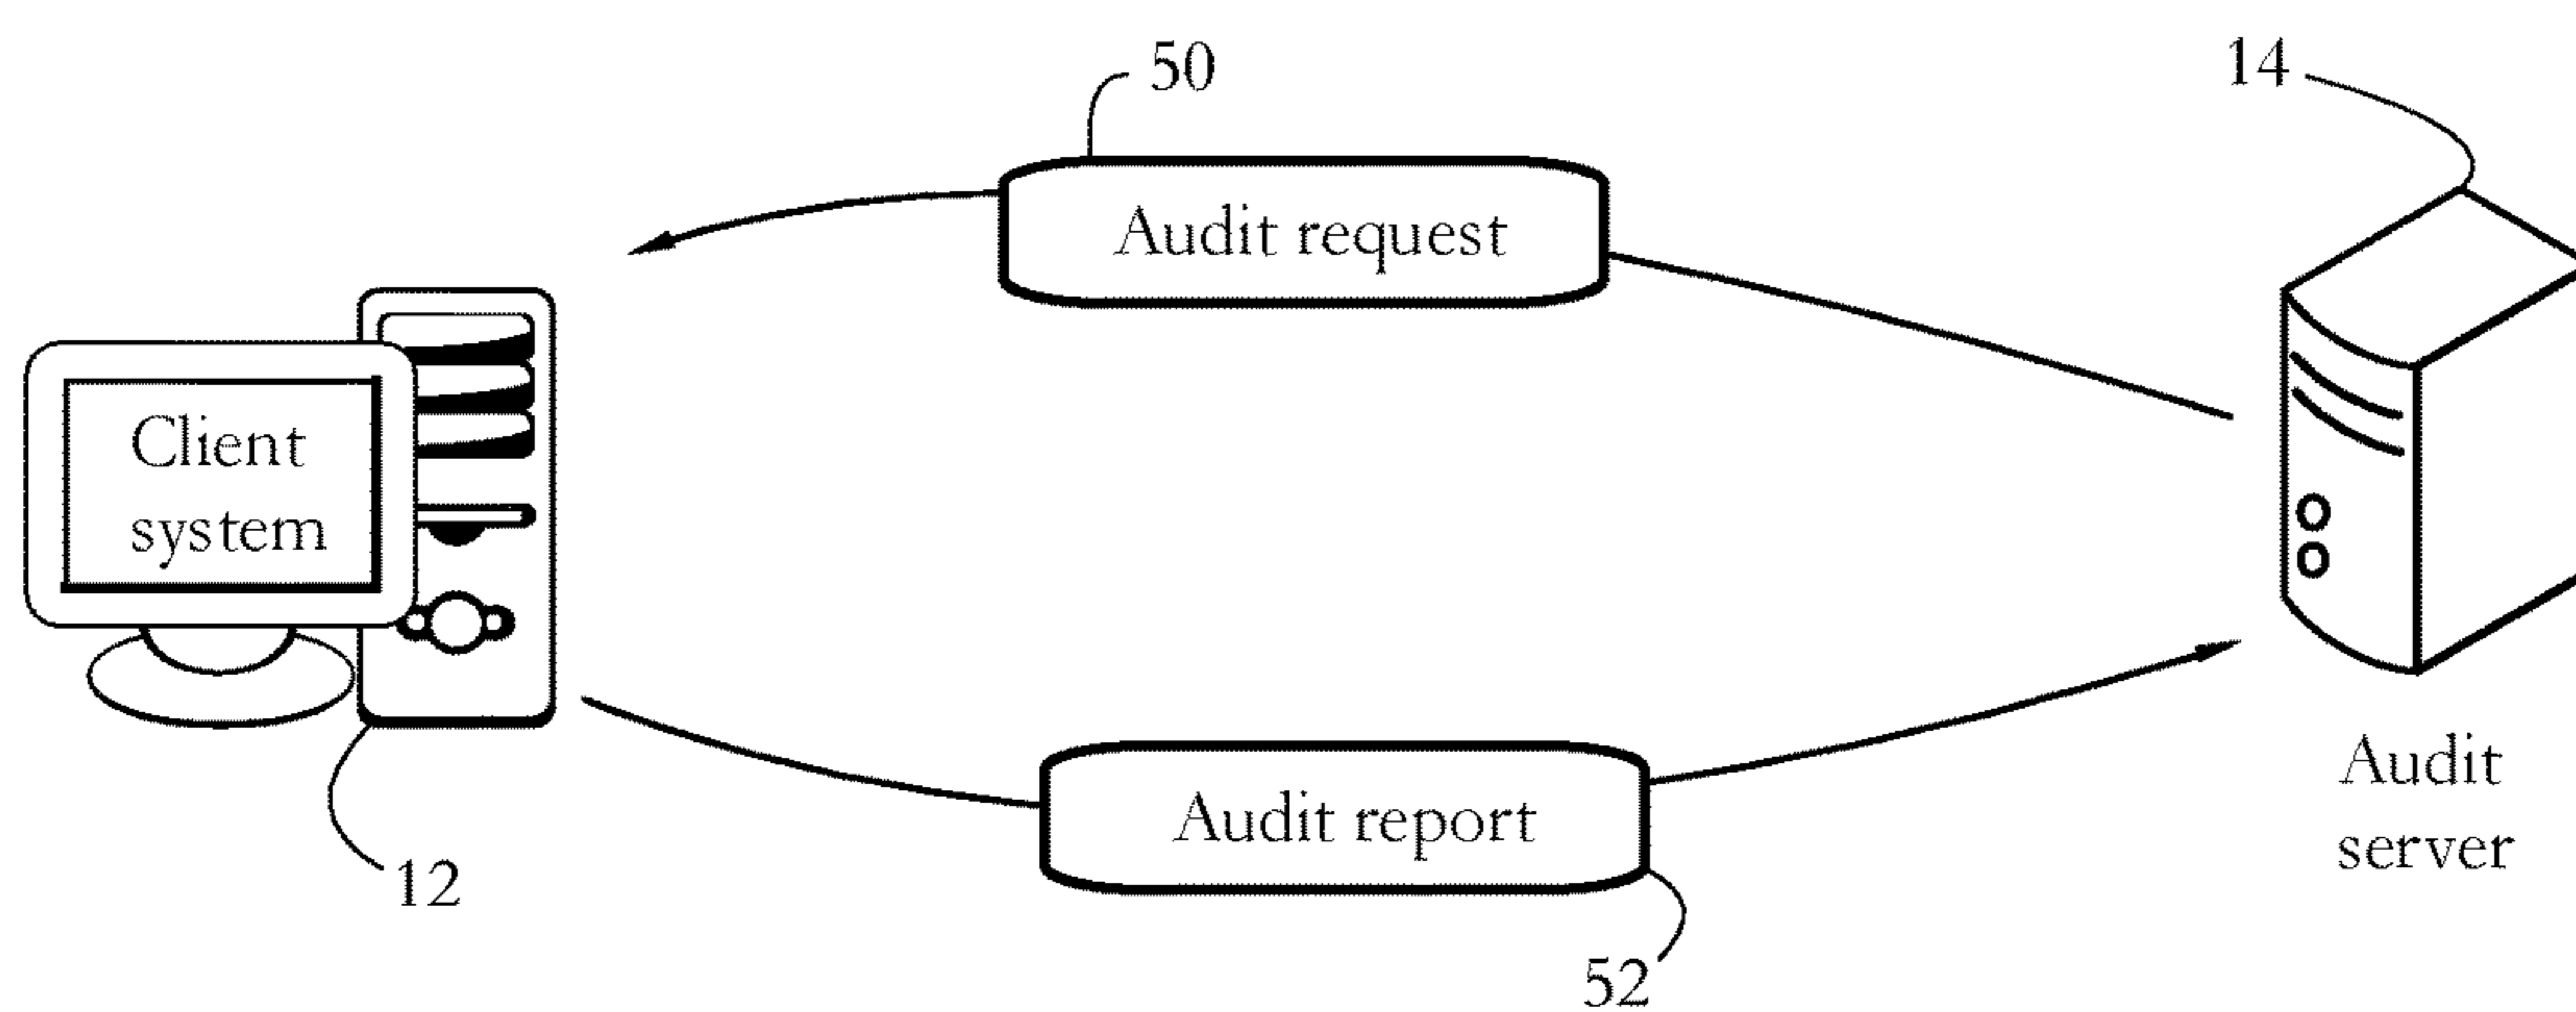 50
14
Audit request
Client
system
Audit
server
Audit report
12
52